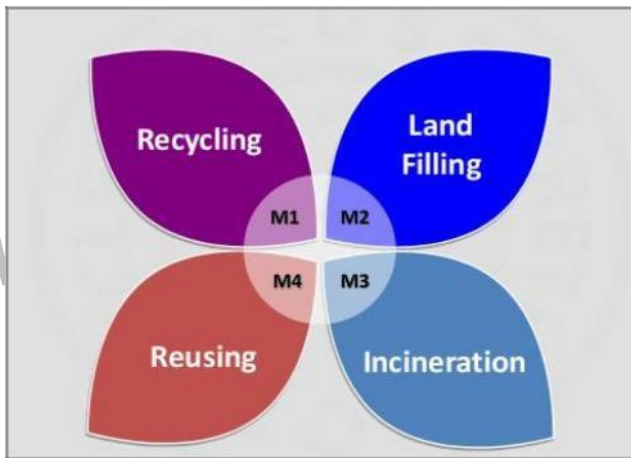 Recycling
Land
Filling
M1
M2
M4
M3
Reusing
Incineration